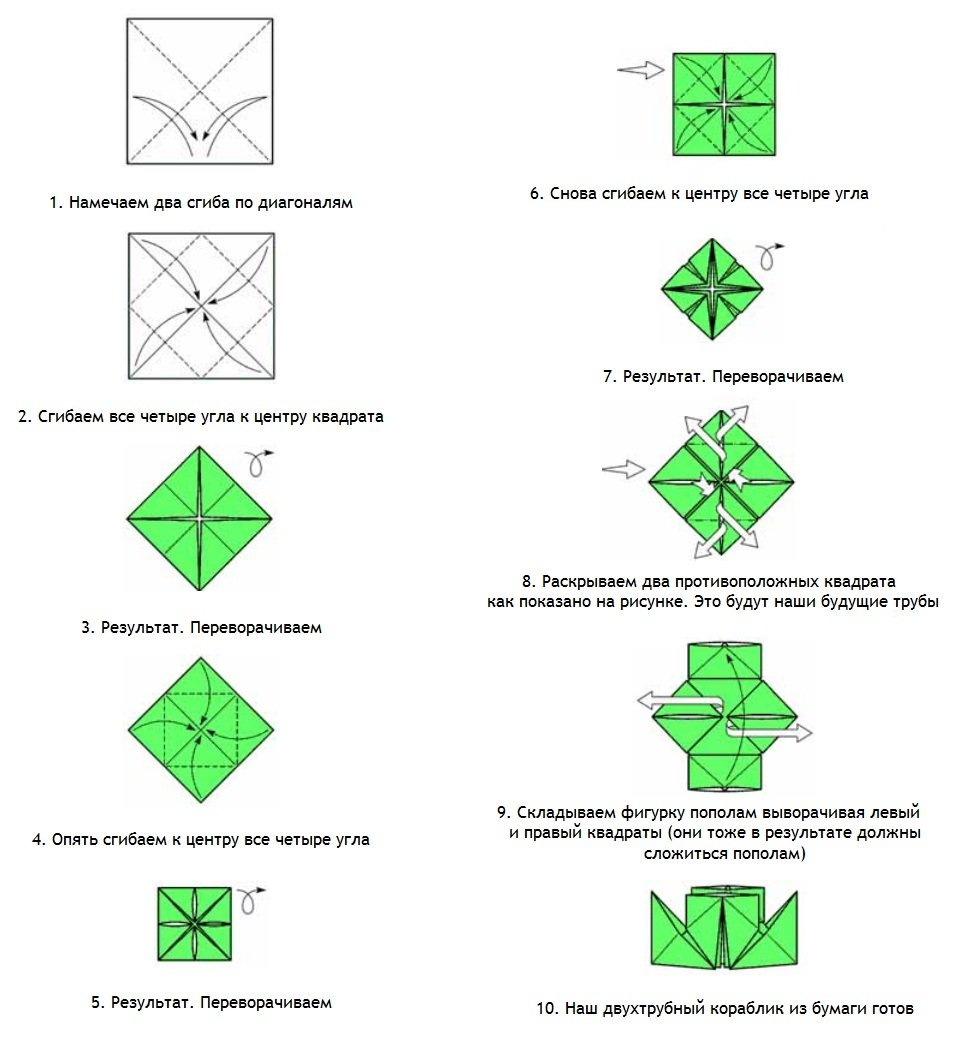 1. Намечаем два сгиба по диагоналям
2. Сгибаем все четыре угла к центру квадрата
3. Результат. Переворачиваем
4. Опять сгибаем к центру все четыре угла
5. Результат. Переворачиваем
6. Снова сгибаем к центру все четыре угла
7. Результат. Переворачиваем
8. Раскрываем два противоположных квадрата
как показано на рисунке. Это будут наши будущие трубы
9. Складываем фигурку пополам выворачивая левый
и правый квадраты (они тоже в результате должны
сложиться пополам)
10. Наш двухтрубный кораблик из бумаги готов